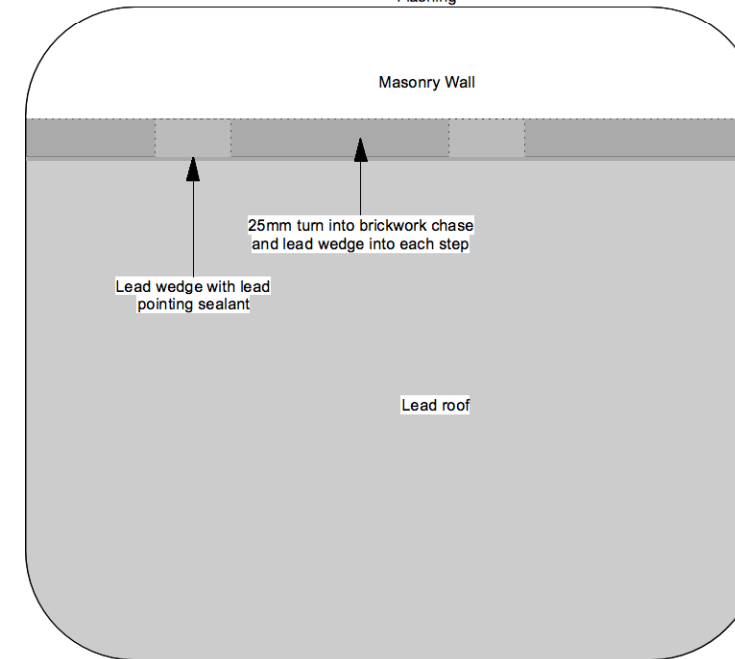 Masonry Wall
25mm turn into brickwork chase
and lead wedge into each step
Lead wedge with lead
pointing sealant
Lead roof